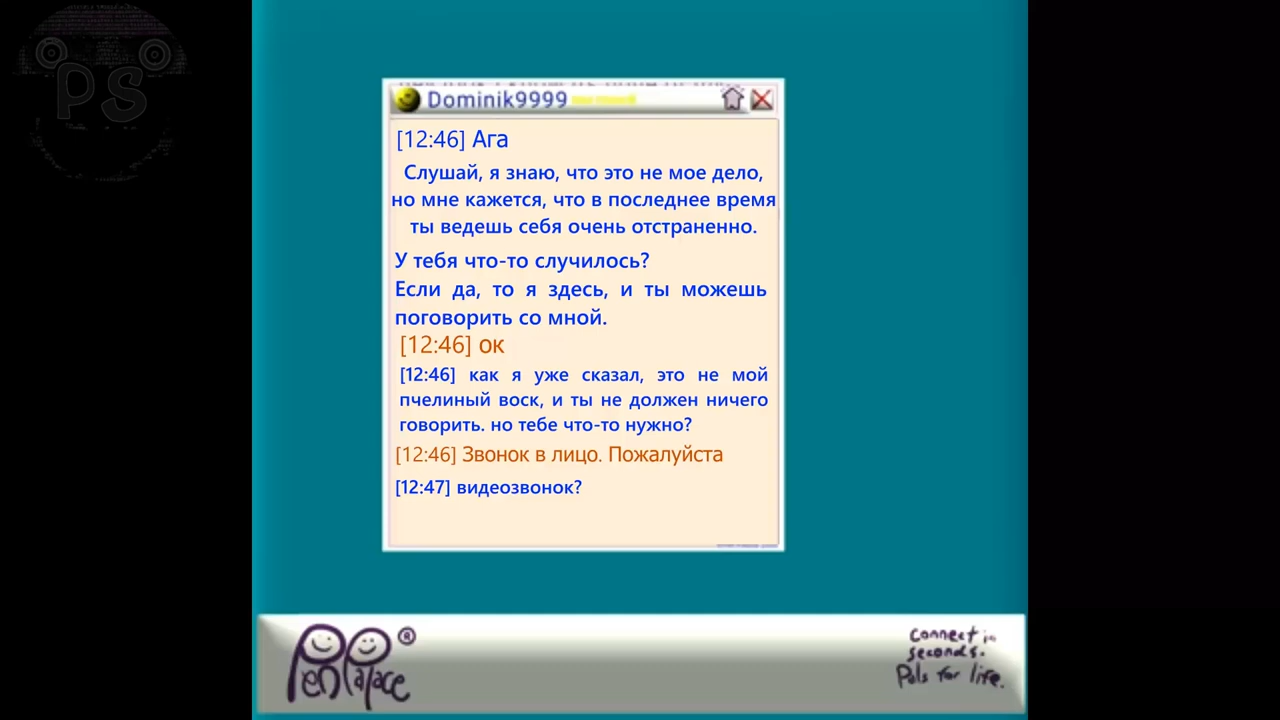 PS
Dominik9999
[12:46] Ага
Слушай, я знаю, что это не мое дело,
но мне кажется, что в последнее время
ты ведешь себя очень отстраненно.
У тебя что-то случилось?
Если да, то я здесь, и ты можешь
поговорить со мной.
[12:46] ок
[12:46] как я уже сказал, это не мой
пчелиный воск, и ты не должен ничего
говорить. но тебе что-то нужно?
[12:46] Звонок в лицо. Пожалуйста
[12:47] видеозвонок?
PenPalace ®
connect in
seconds.
Pals for life.